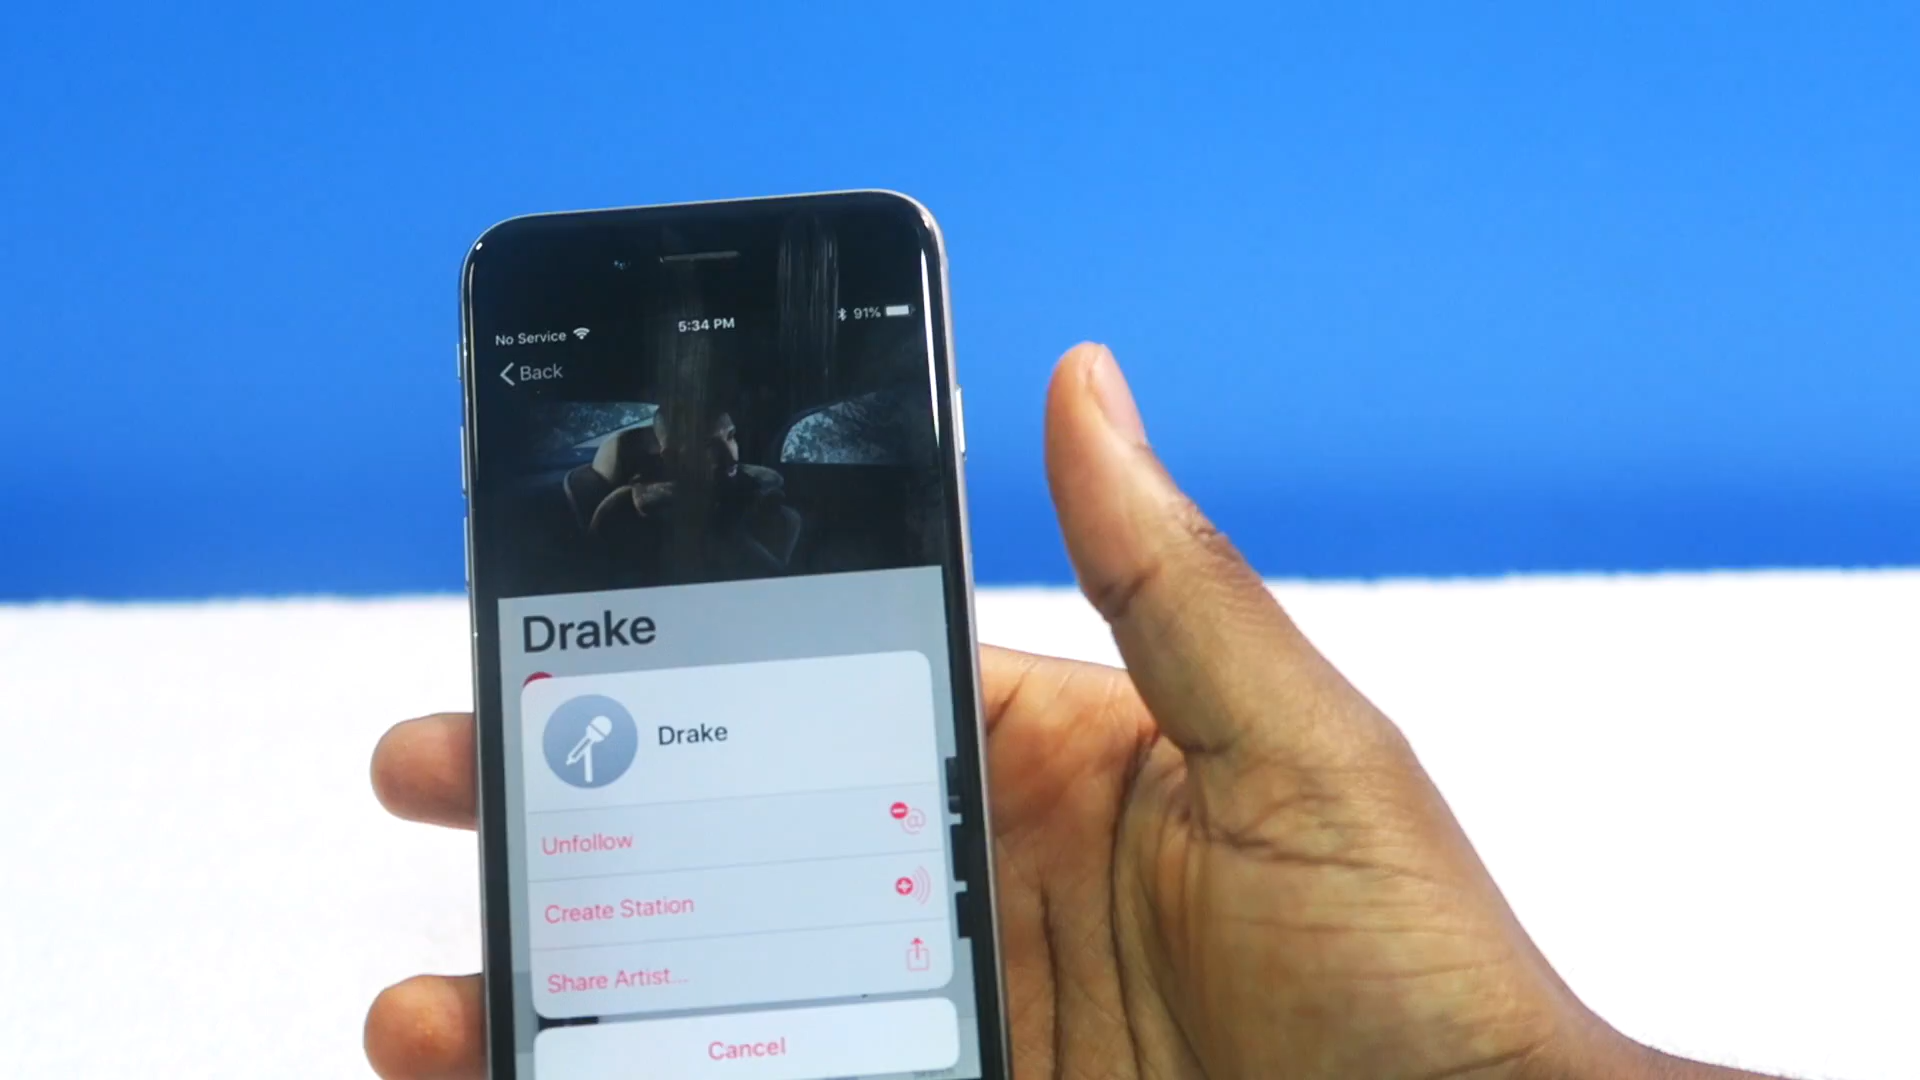 No Service 5:34 PM 91%
Back
Drake
Drake
Unfollow
Create Station
Share Artist...
Cancel